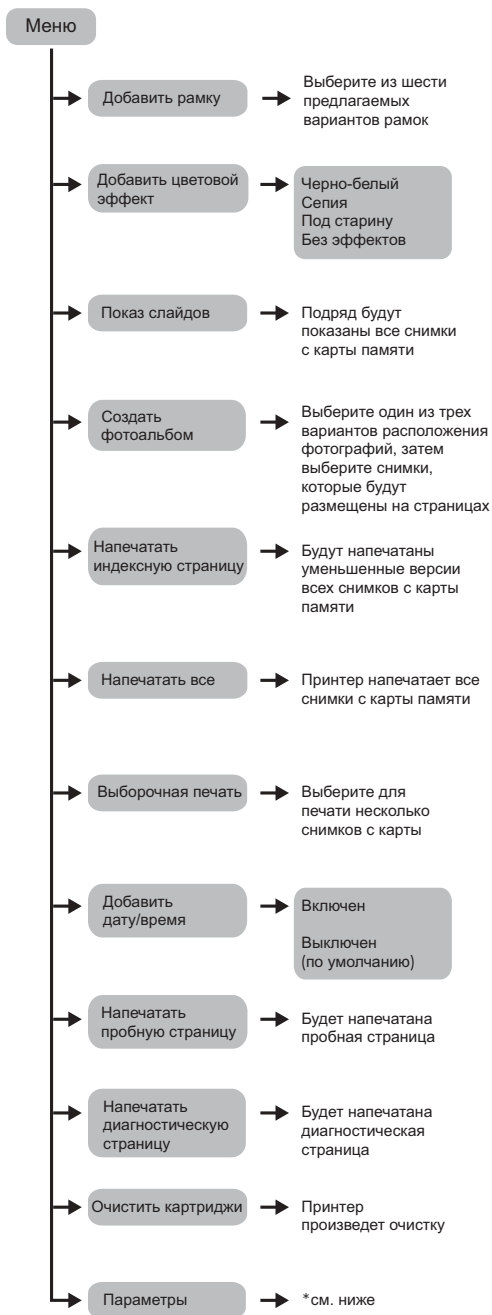 Меню
Добавить рамку
Выберите из шести
предлагаемых
вариантов рамок
Добавить цветовой
эффект
Черно-белый
Сепия
Под старину
Без эффектов
Показ слайдов
Подряд будут
показаны все снимки
с карты памяти
Создать
фотоальбом
Выберите один из трех
вариантов расположения
фотографий, затем
выберите снимки,
которые будут
размещены на страницах
Напечатать
индексную страницу
Будут напечатаны
уменьшенные версии
всех снимков с карты
памяти
Напечатать все
Принтер напечатает все
снимки с карты памяти
Выборочная печать
Выберите для
печати несколько
снимков с карты
Добавить
дату/время
Включен
Выключен
(по умолчанию)
Напечатать
пробную страницу
Будет напечатана
пробная страница
Напечатать
диагностическую
страницу
Будет напечатана
диагностическая
страница
Очистить картриджи
Принтер
произведет очистку
Параметры
*см. ниже